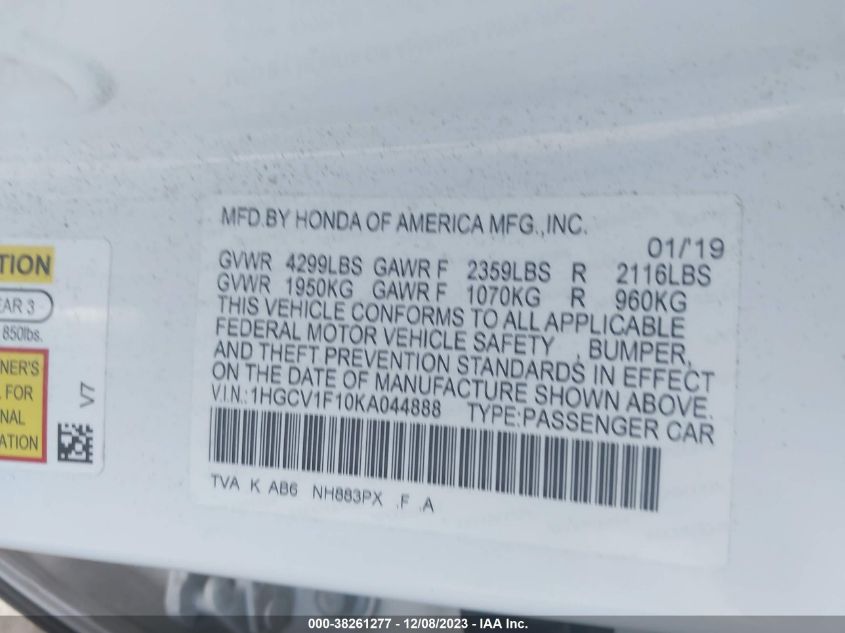 MFD.BY HONDA OF AMERICA MFG.,INC.
01/'19
GVWR 4299LBS GAWR F 2359LBS R 2116LBS
GVWR 1950KG GAWR F 1070KG R 960KG
THIS VEHICLE CONFORMS TO ALL APPLICABLE
FEDERAL MOTOR VEHICLE SAFETY , BUMPER,
AND THEFT PREVENTION STANDARDS IN EFFECT
ON THE DATE OF MANUFACTURE SHOWN ABOVE.
V.I.N.:1HGCV1F10KA044888 TYPE:PASSENGER CAR
TVA K AB6 NH883PX .F .A
TION
EAR 3
850lbs.
NER'S
FOR
NAL
ATION
V7
000-38261277 - 12/08/2023 - IAA Inc.